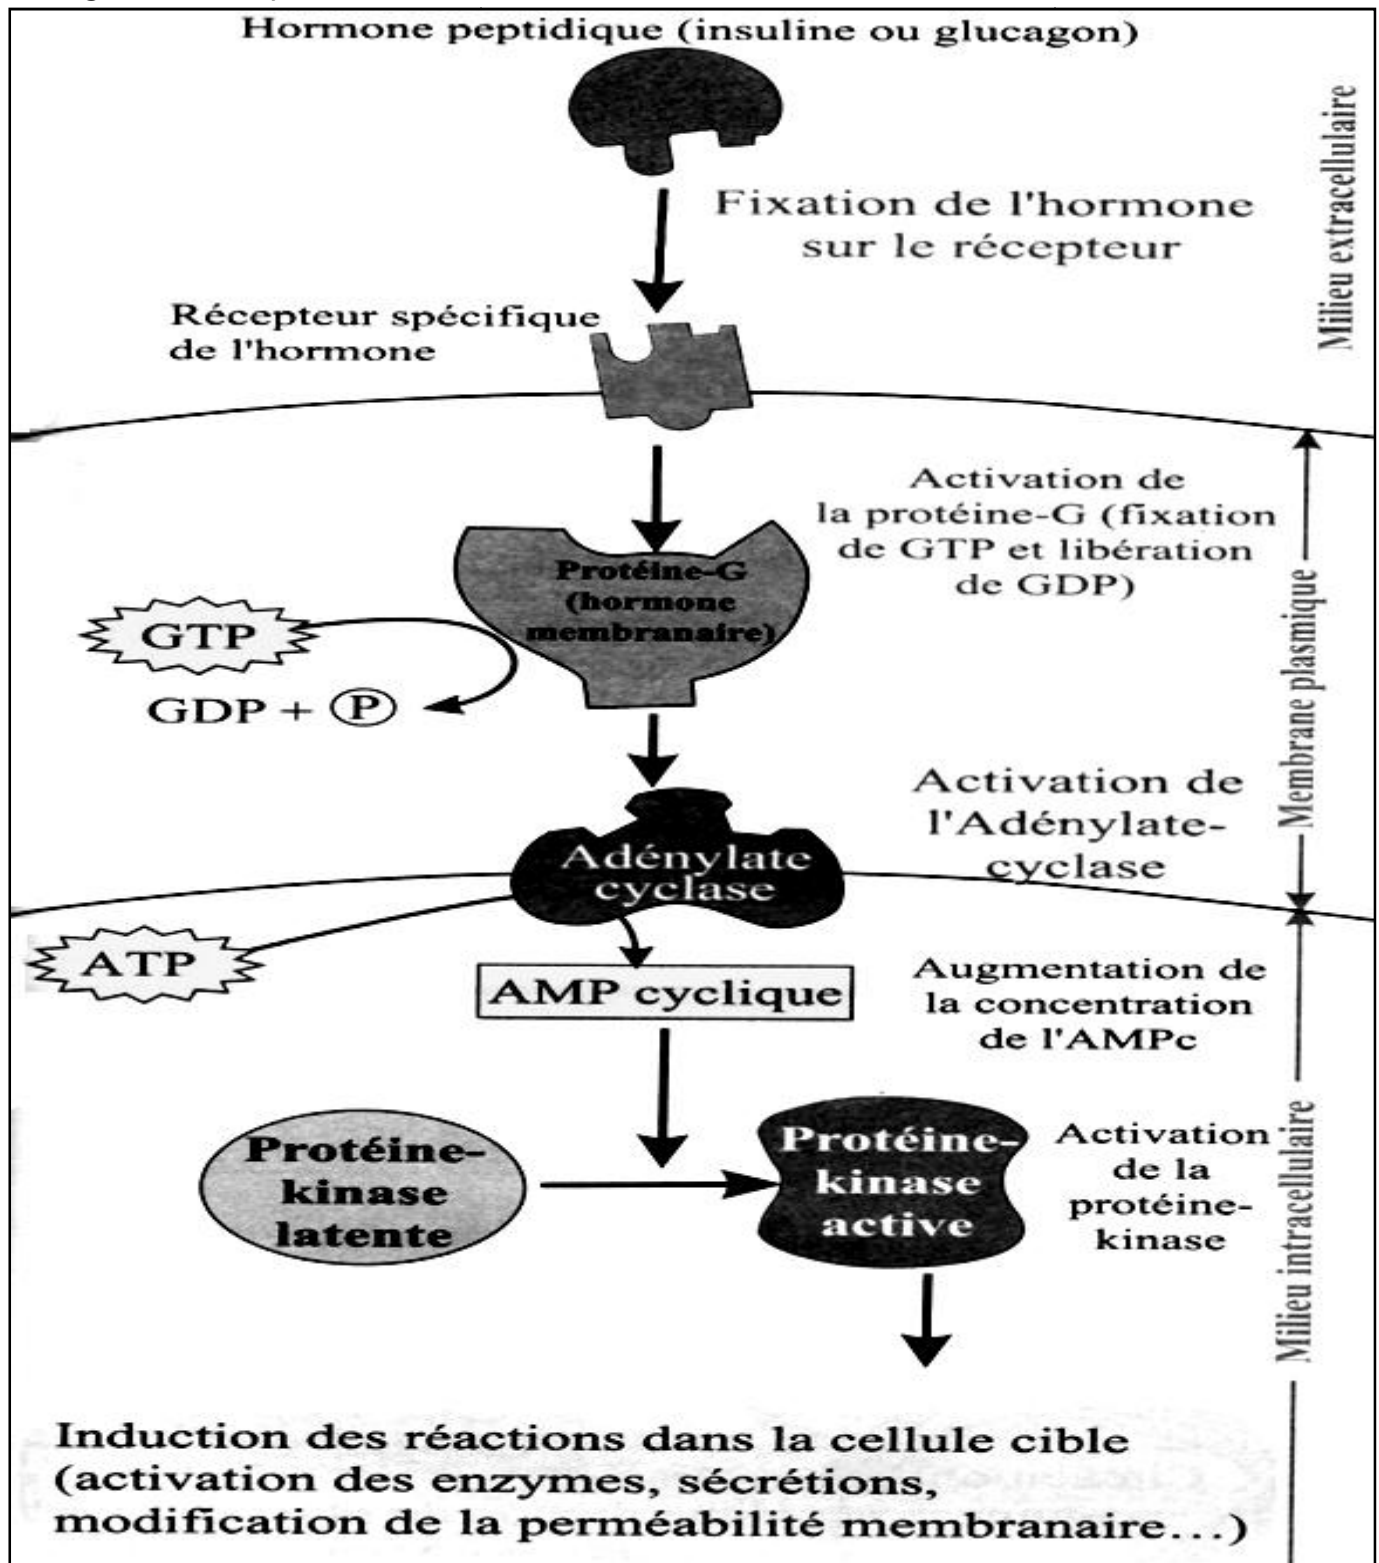 Hormone peptidique (insuline ou glucagon)
Fixation de l'hormone
sur le récepteur
Milieu extracellulaire
Récepteur spécifique
de l'hormone
Activation de
la protéine-G (fixation
de GTP et libération
de GDP)
Protéine-G
(hormone
membranaire)
GTP
GDP + P
Membrane plasmique
Activation de
l'Adénylate-
cyclase
Adénylate
cyclase
ATP
AMP cyclique
Augmentation de
la concentration
de l'AMPc
Protéine-
kinase
latente
Protéine-
kinase
active
Activation
de la
protéine-
kinase
Milieu intracellulaire
Induction des réactions dans la cellule cible
(activation des enzymes, sécrétions,
modification de la perméabilité membranaire...)